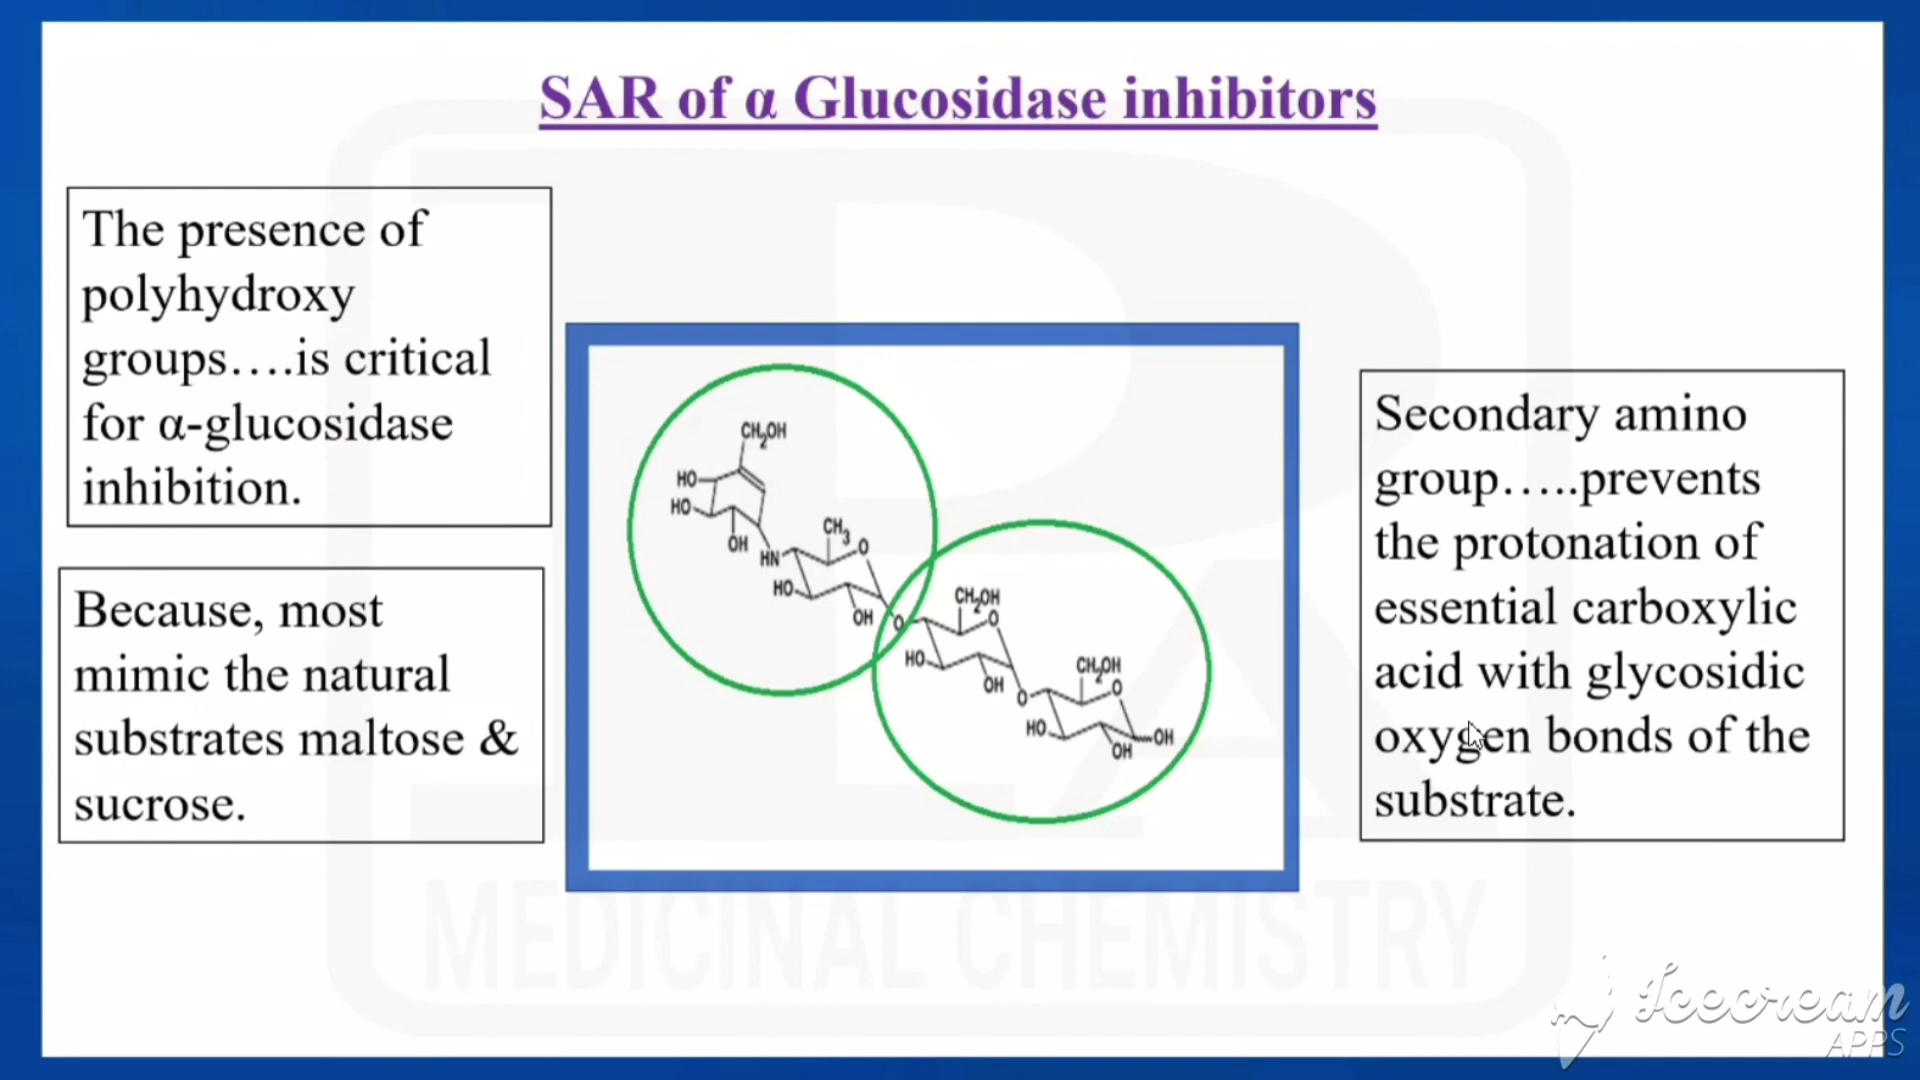 SAR of α Glucosidase inhibitors
The presence of
polyhydroxy
groups….is critical
for α-glucosidase
inhibition.
Because, most
mimic the natural
substrates maltose &
sucrose.
CH2OH
HO
HO
OH
HN
CH3
O
HO
OH
O
CH2OH
O
HO
OH
O
CH2OH
O
HO
OH
OH
Secondary amino
group…..prevents
the protonation of
essential carboxylic
acid with glycosidic
oxygen bonds of the
substrate.
MEDICINAL CHEMISTRY
Icecream
APPS